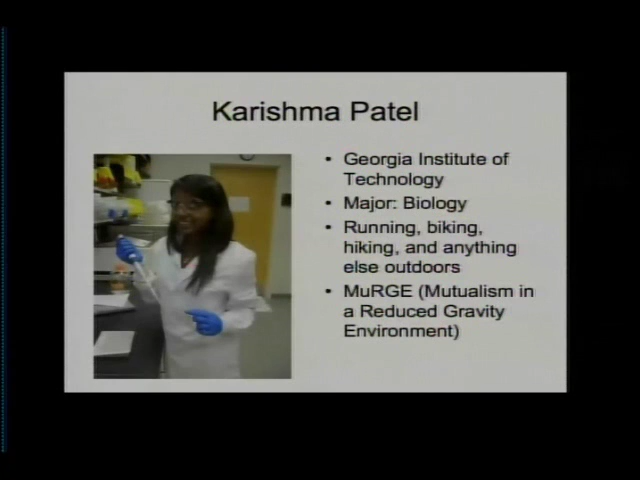 Karishma Patel
• Georgia Institute of
Technology
• Major: Biology
• Running, biking,
hiking, and anything
else outdoors
• MuRGE (Mutualism in
a Reduced Gravity
Environment)